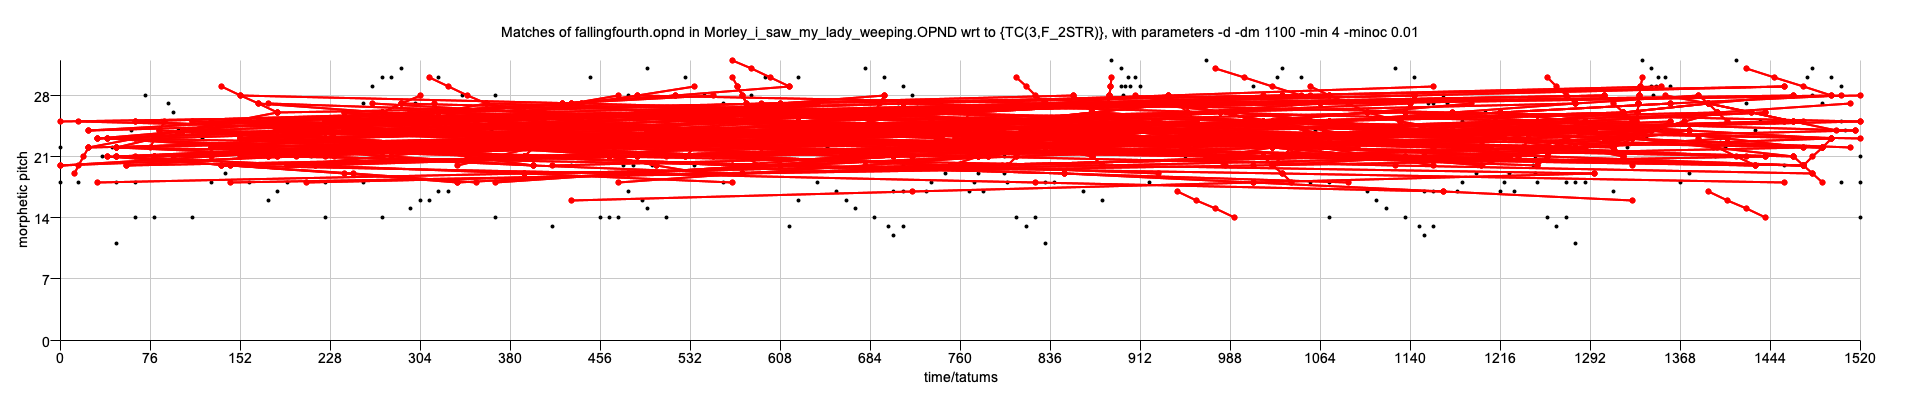 Matches of fallingfourth.opnd in Morley_i_saw_my_lady_weeping.OPND wrt to {TC(3,F_2STR)}, with parameters -d -dm 1100 -min 4 -minoc 0.01
morphetic pitch
28
21
14
7
0
0 76 152 228 304 380 456 532 608 684 760 836 912 988 1064 1140 1216 1292 1368 1444 1520
time/tatums